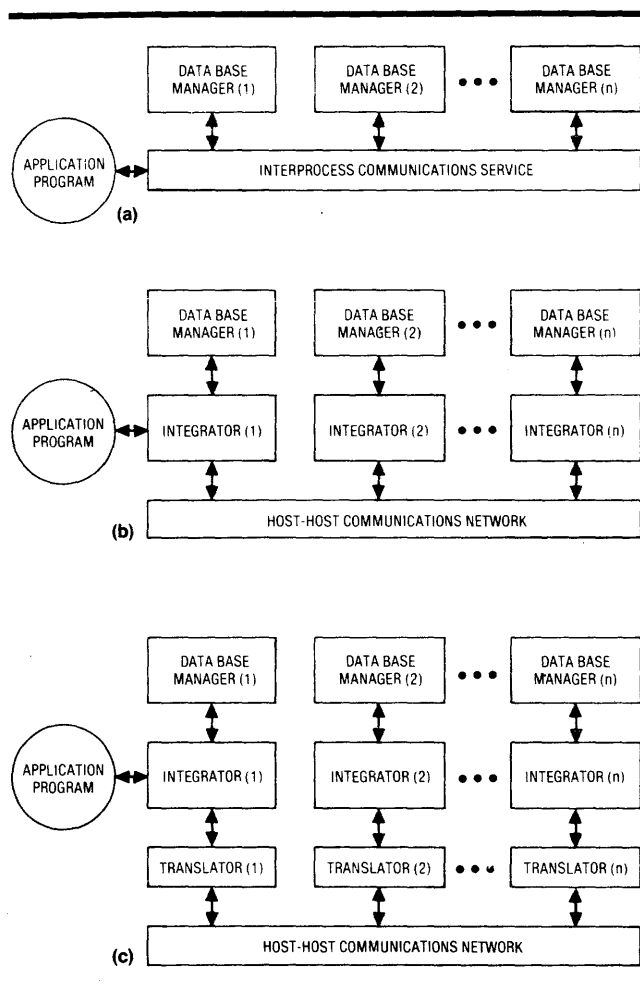 DATA BASE MANAGER (1)
DATA BASE MANAGER (2)
DATA BASE MANAGER (n)
APPLICATION PROGRAM
INTERPROCESS COMMUNICATIONS SERVICE
(a)
DATA BASE MANAGER (1)
DATA BASE MANAGER (2)
DATA BASE MANAGER (n)
APPLICATION PROGRAM
INTEGRATOR (1)
INTEGRATOR (2)
INTEGRATOR (n)
HOST-HOST COMMUNICATIONS NETWORK
(b)
DATA BASE MANAGER (1)
DATA BASE MANAGER (2)
DATA BASE MANAGER (n)
APPLICATION PROGRAM
INTEGRATOR (1)
INTEGRATOR (2)
INTEGRATOR (n)
TRANSLATOR (1)
TRANSLATOR (2)
TRANSLATOR (n)
HOST-HOST COMMUNICATIONS NETWORK
(c)